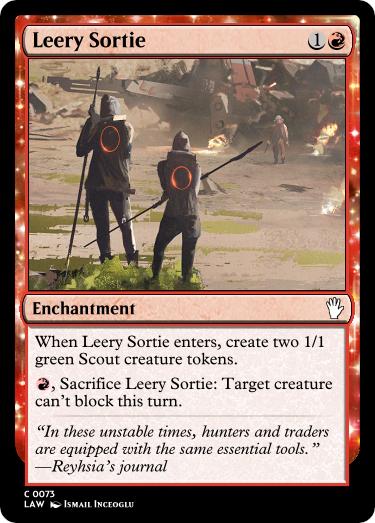 Leery Sortie 1
Enchantment
When Leery Sortie enters, create two 1/1
green Scout creature tokens.
, Sacrifice Leery Sortie: Target creature
can't block this turn.
"In these unstable times, hunters and traders
are equipped with the same essential tools."
—Reyhsia's journal
C 0073
LAW Ismail Inceoglu